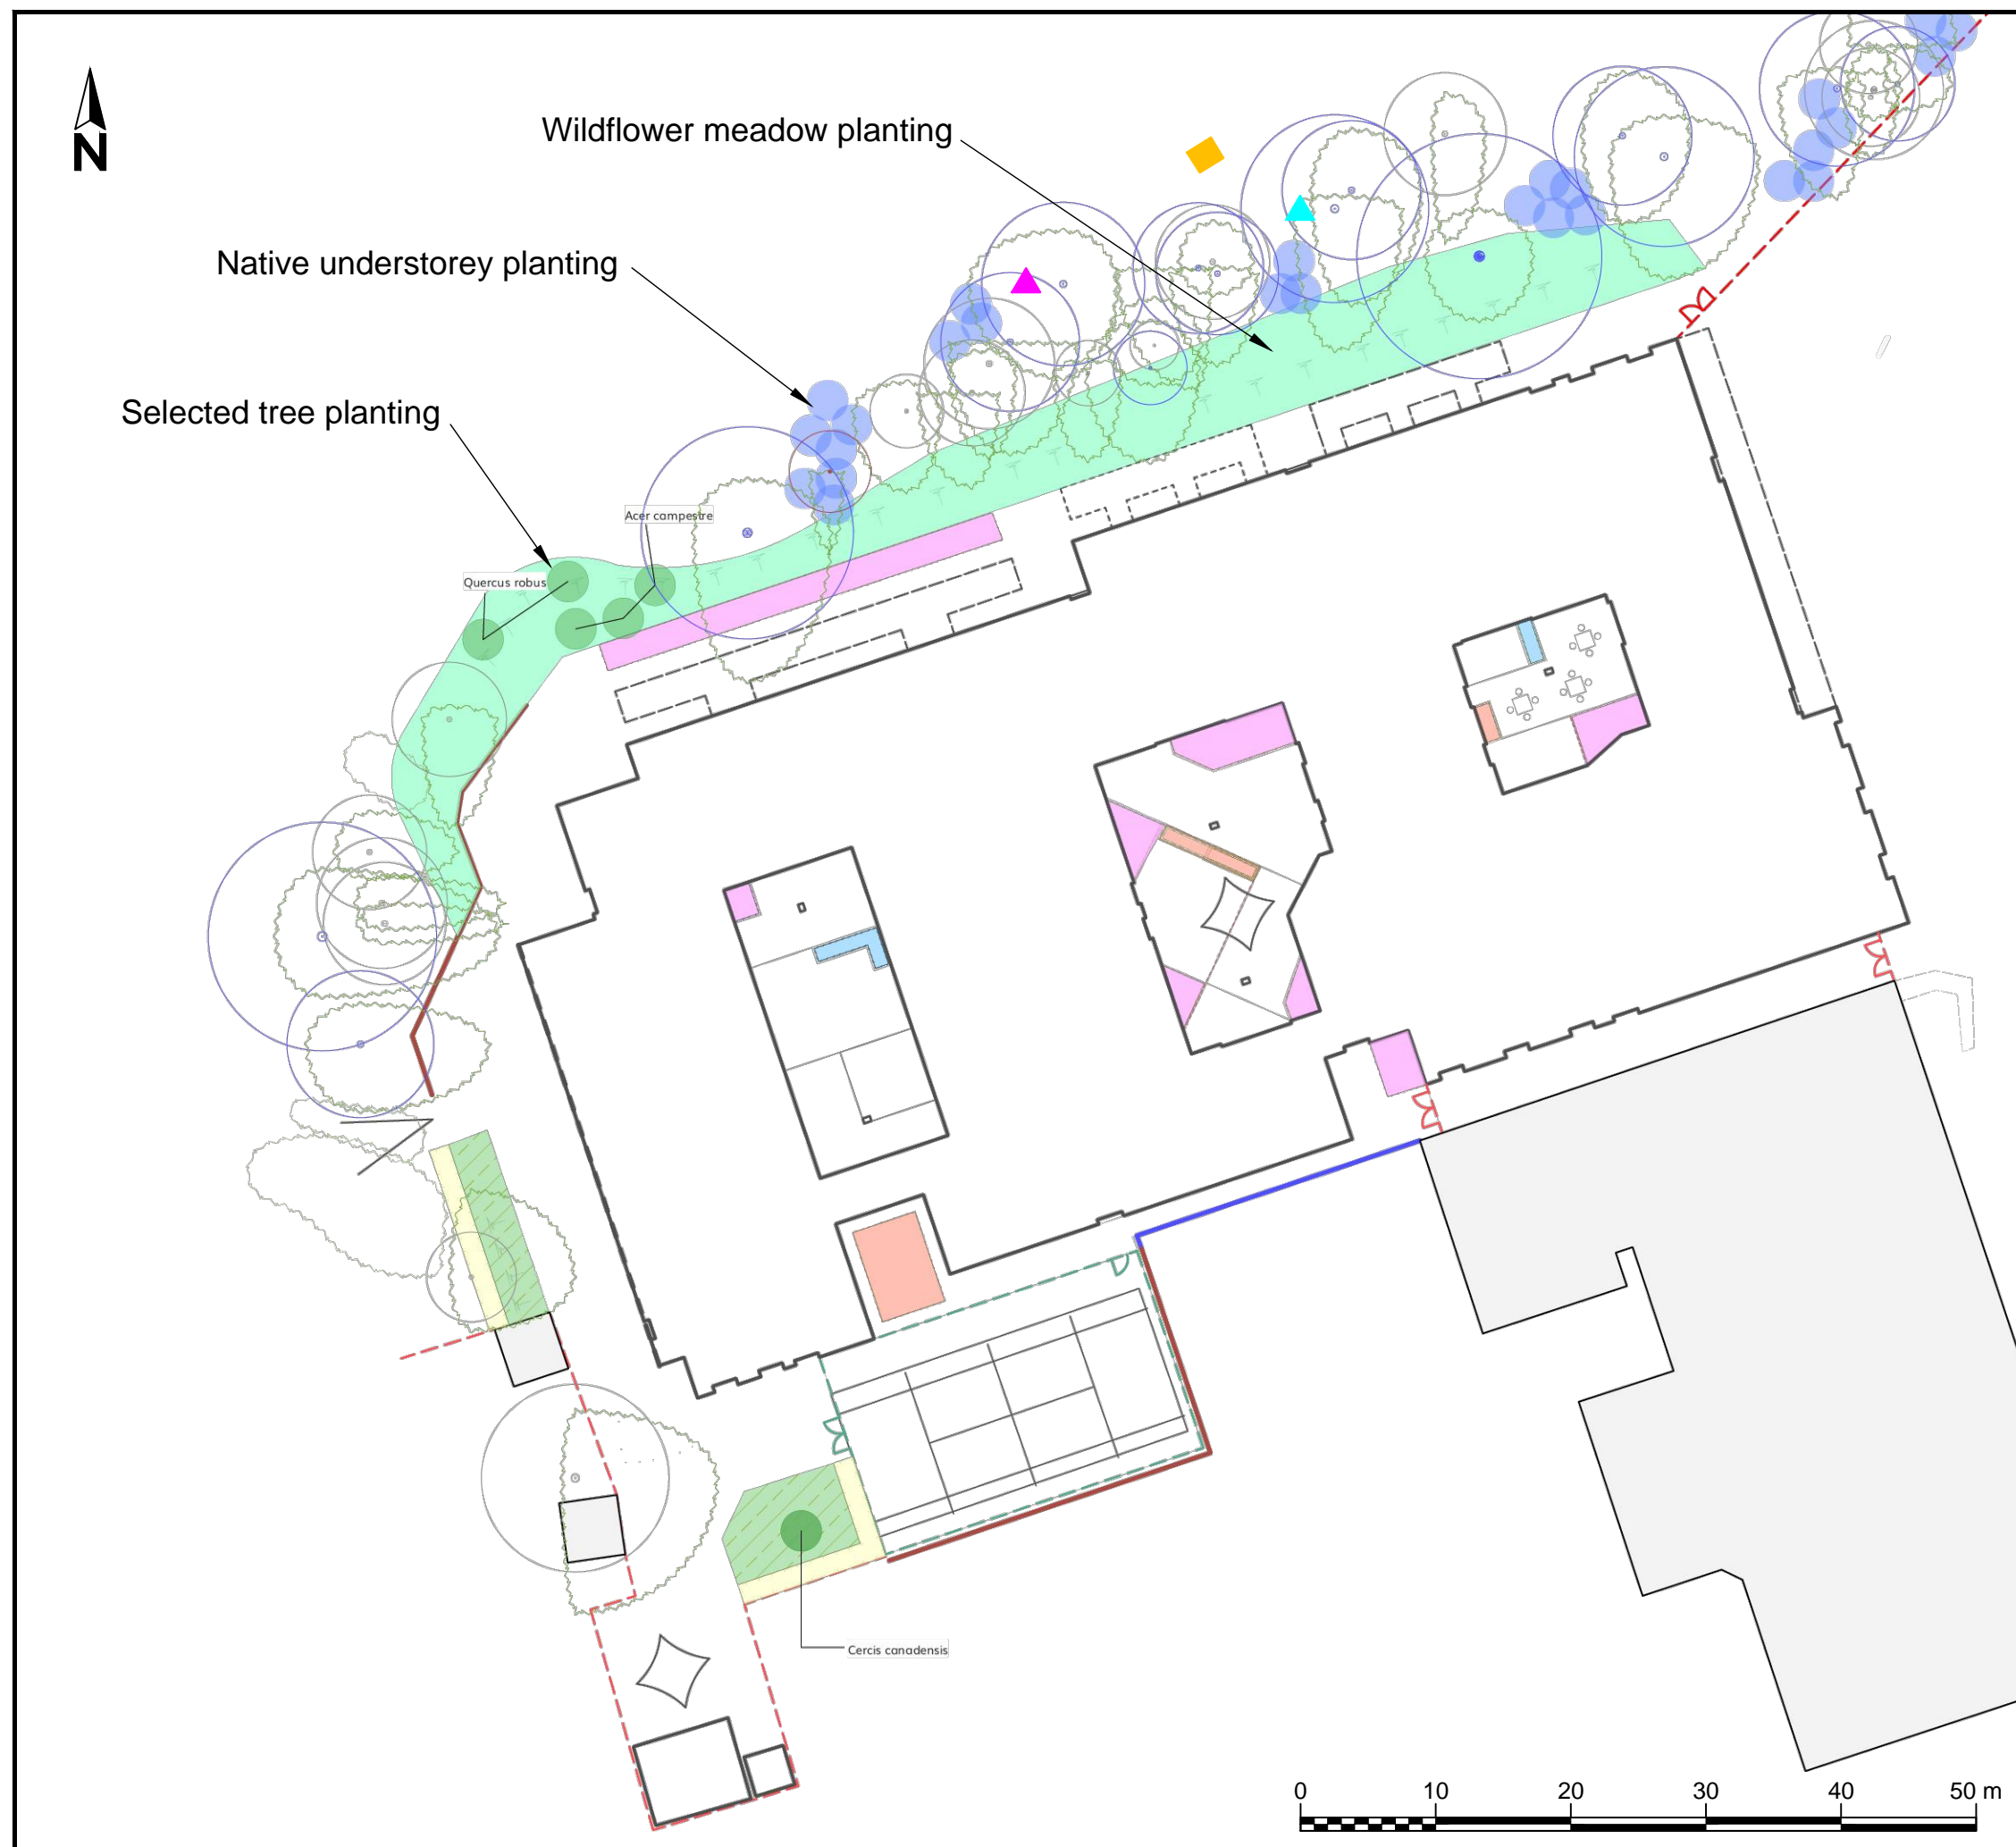 N
Wildflower meadow planting
Native understorey planting
Selected tree planting
Acer campestre
Quercus robus
Cercis canadensis
0 10 20 30 40 50 m